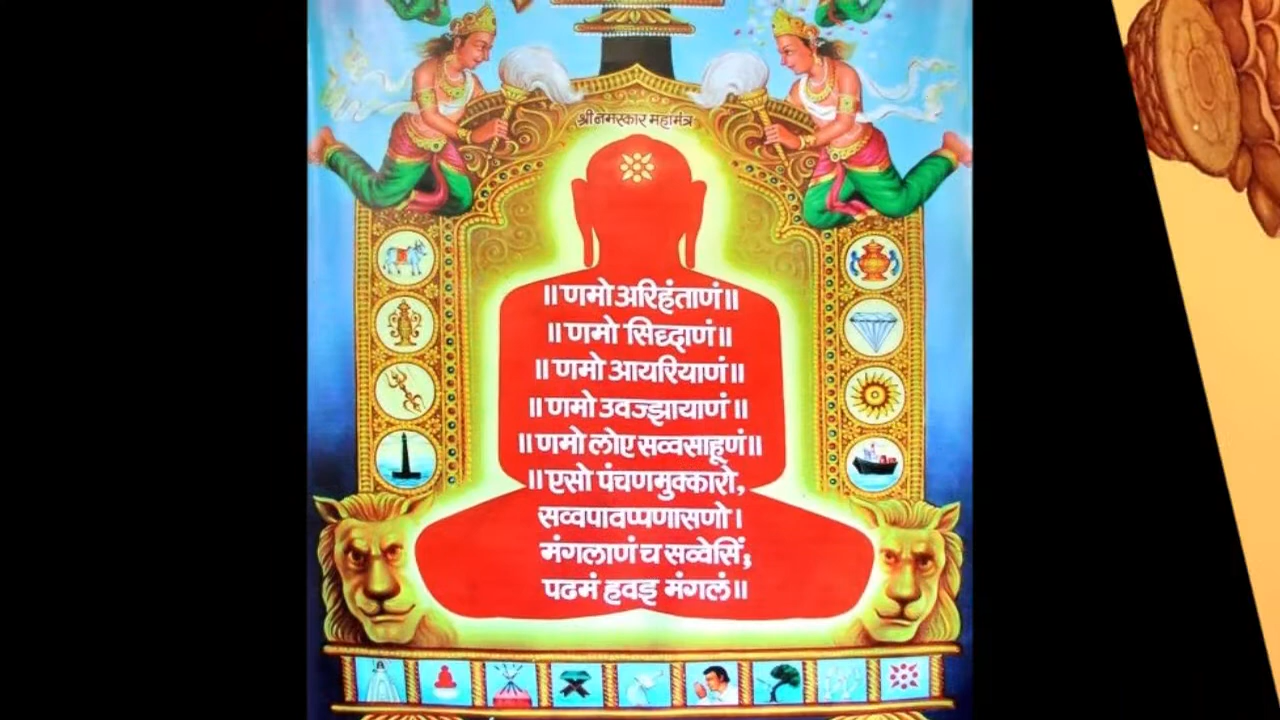 श्री नमस्कार महामंत्र
॥ णमो अरिहंताणं ॥
॥ णमो सिद्धाणं ॥
॥ णमो आयरियाणं ॥
॥ णमो उवज्झायाणं ॥
॥ णमो लोए सव्वसाहूणं ॥
॥ एसो पंचणमुक्कारो,
सव्वपावप्पणासणो ।
मंगलाणं च सव्वेसिं,
पढमं हवइ मंगलं ॥